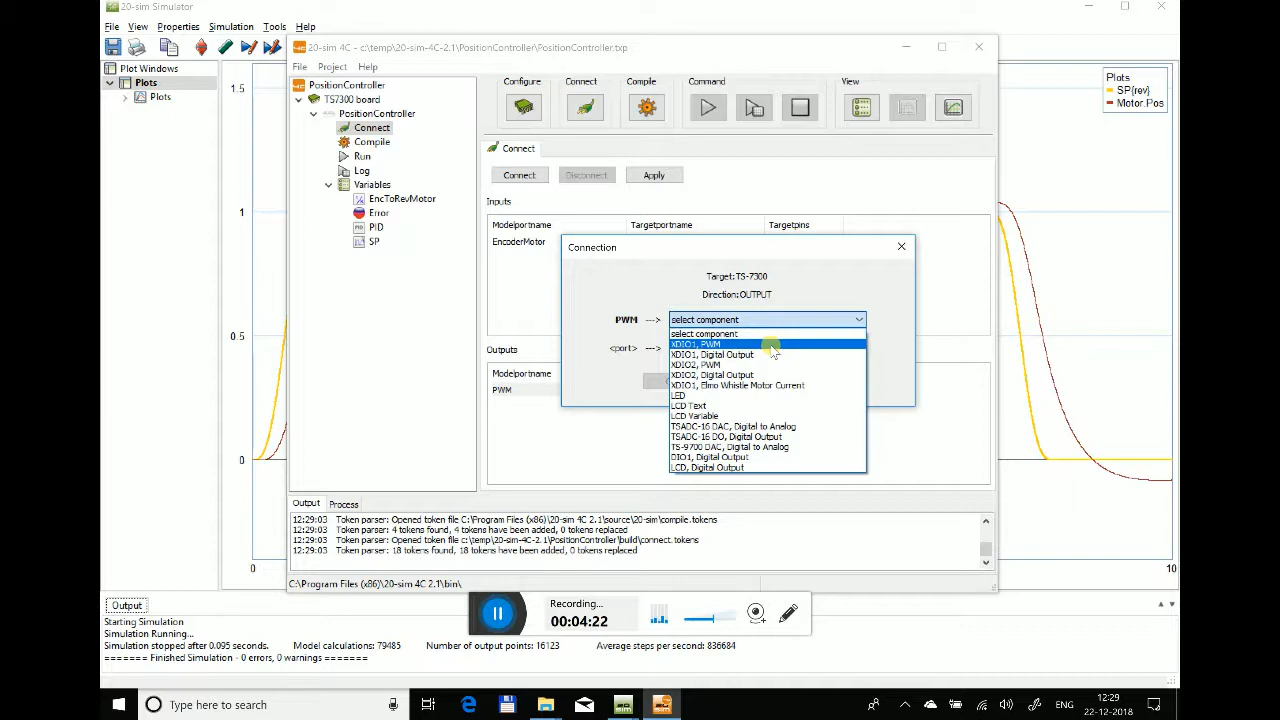 20-sim Simulator
File View Properties Simulation Tools Help
Plot Windows
Plots
Plots
1.5
1
0.5
0
0
10
Plots
SP{rev}
Motor.Pos
20-sim 4C - c:\temp\20-sim-4C-2.1\PositionController\PositionController.txp
File Project Help
PositionController
TS7300 board
PositionController
Connect
Compile
Run
Log
Variables
EncToRevMotor
Error
PID
PID
SP
Configure Connect Compile Command View
Connect
Connect Disconnect Apply
Inputs
Modelportname Targetportname Targetpins
EncoderMotor
Outputs
Modelportname
PWM
Connection
Target:TS-7300
Direction:OUTPUT
PWM ---> select component
<port> --->
select component
XDIO1, PWM
XDIO1, Digital Output
XDIO2, PWM
XDIO2, Digital Output
XDIO1, Elmo Whistle Motor Current
LED
LCD Text
LCD Variable
TSADC-16 DAC, Digital to Analog
TSADC-16 DO, Digital Output
TS-9700 DAC, Digital to Analog
DIO1, Digital Output
LCD, Digital Output
Output Process
12:29:03 Token parser: Opened token file C:\Program Files (x86)\20-sim 4C 2.1\source\20-sim\compile.tokens
12:29:03 Token parser: 4 tokens found, 4 tokens have been added, 0 tokens replaced
12:29:03 Token parser: Opened token file c:\temp\20-sim-4C-2.1\PositionController\build\connect.tokens
12:29:03 Token parser: 18 tokens found, 18 tokens have been added, 0 tokens replaced
C:\Program Files (x86)\20-sim 4C 2.1\bin\
Recording...
00:04:22
Output
Starting Simulation
Simulation Running...
Simulation stopped after 0.095 seconds. Model calculations: 79485 Number of output points: 16123 Average steps per second: 836684
======= Finished Simulation - 0 errors, 0 warnings =======
Type here to search
ENG
12:29
22-12-2018